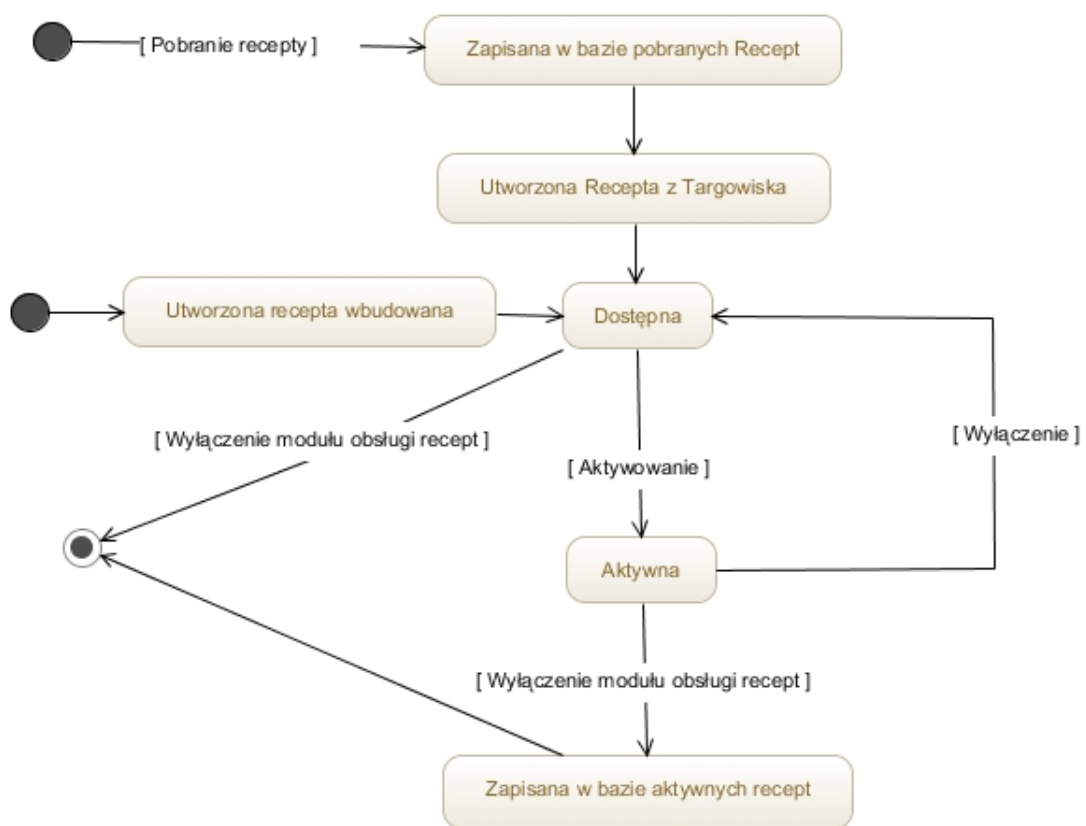 [ Pobranie recepty ]
Zapisana w bazie pobranych Recept
Utworzona Recepta z Targowiska
Utworzona recepta wbudowana
Dostępna
[ Wyłączenie modułu obsługi recept ]
[ Aktywowanie ]
[ Wyłączenie ]
Aktywna
[ Wyłączenie modułu obsługi recept ]
Zapisana w bazie aktywnych recept